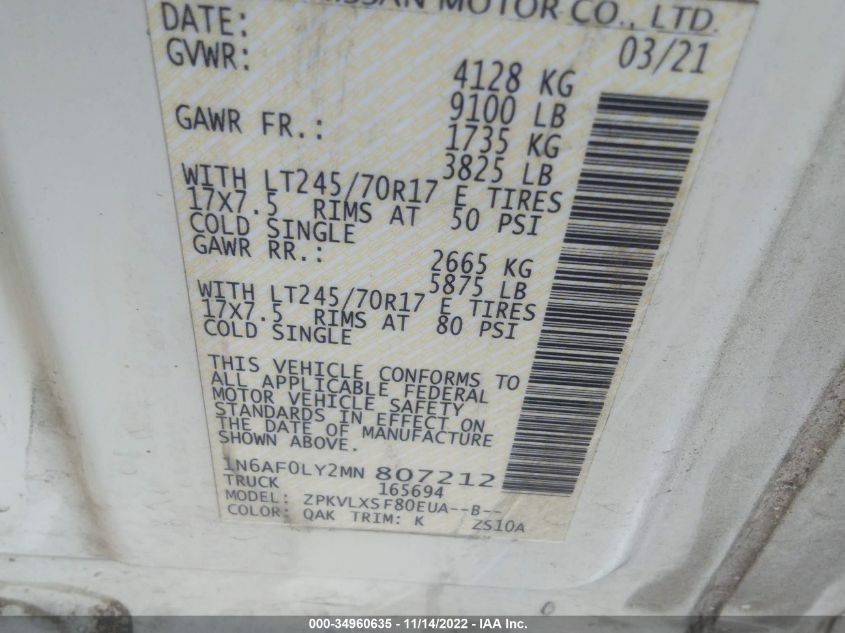 NISSAN MOTOR CO., LTD.
DATE: 03/21
GVWR: 4128 KG
9100 LB
GAWR FR.: 1735 KG
3825 LB
WITH LT245/70R17 E TIRES
17X7.5 RIMS AT 50 PSI
COLD SINGLE
GAWR RR.: 2665 KG
5875 LB
WITH LT245/70R17 E TIRES
17X7.5 RIMS AT 80 PSI
COLD SINGLE
THIS VEHICLE CONFORMS TO
ALL APPLICABLE FEDERAL
MOTOR VEHICLE SAFETY
STANDARDS IN EFFECT ON
THE DATE OF MANUFACTURE
SHOWN ABOVE.
1N6AF0LY2MN 807212
TRUCK 165694
MODEL: ZPKVLXSF80EUA--B--
COLOR: QAK TRIM: K ZS10A
000-34960635 - 11/14/2022 - IAA Inc.